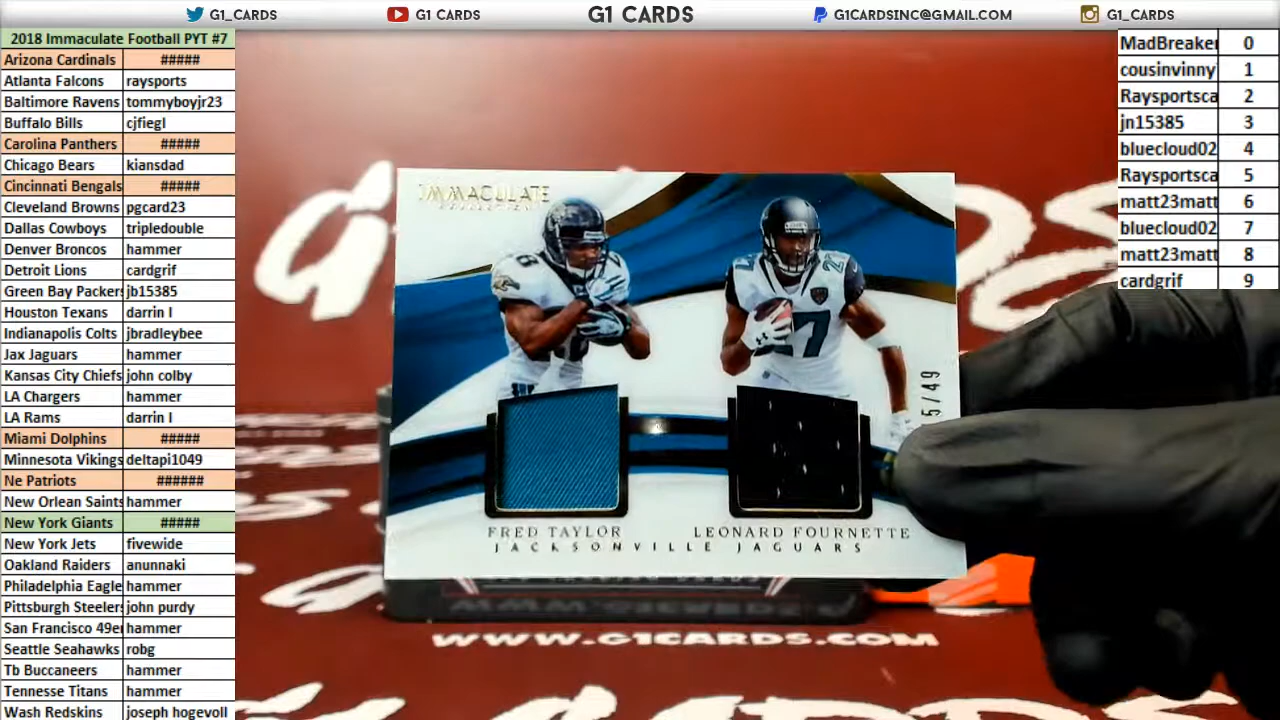 G1_CARDS
G1 CARDS
G1 CARDS
G1CARDSINC@GMAIL.COM
G1_CARDS
2018 Immaculate Football PYT #7
Arizona Cardinals #####
Atlanta Falcons raysports
Baltimore Ravens tommyboyjr23
Buffalo Bills cjfiegl
Carolina Panthers #####
Chicago Bears kiansdad
Cincinnati Bengals #####
Cleveland Browns pgcard23
Dallas Cowboys tripledouble
Denver Broncos hammer
Detroit Lions cardgrif
Green Bay Packers jb15385
Houston Texans darrin l
Indianapolis Colts jbradleybee
Jax Jaguars hammer
Kansas City Chiefs john colby
LA Chargers hammer
LA Rams darrin l
Miami Dolphins #####
Minnesota Vikings deltapi1049
Ne Patriots ######
New Orlean Saints hammer
New York Giants #####
New York Jets fivewide
Oakland Raiders anunnaki
Philadelphia Eagle hammer
Pittsburgh Steelers john purdy
San Francisco 49e hammer
Seattle Seahawks robg
Tb Buccaneers hammer
Tennesse Titans hammer
Wash Redskins joseph hogevoll
MadBreaker 0
cousinvinny 1
Raysportsca 2
jn15385 3
bluecloud02 4
Raysportsca 5
matt23matt 6
bluecloud02 7
matt23matt 8
cardgrif 9
IMMACULATE
COLLECTION
27
27
5/49
FRED TAYLOR
LEONARD FOURNETTE
JACKSONVILLE JAGUARS
WWW.G1CARDS.COM